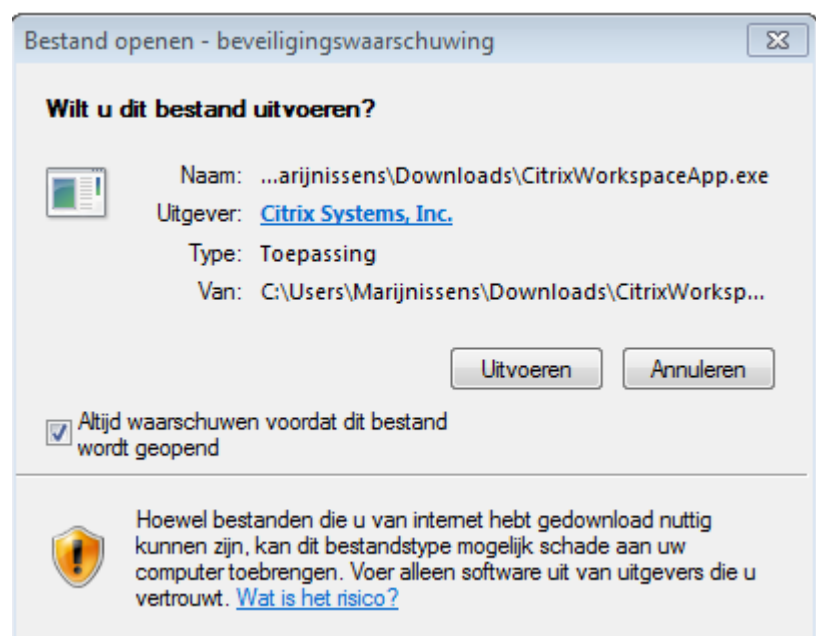 Bestand openen - beveiligingswaarschuwing
Wilt u dit bestand uitvoeren?
Naam: ...arijnissens\Downloads\CitrixWorkspaceApp.exe
Uitgever: Citrix Systems, Inc.
Type: Toepassing
Van: C:\Users\Marijnissens\Downloads\CitrixWorksp...
Uitvoeren Annuleren
Altijd waarschuwen voordat dit bestand
wordt geopend
Hoewel bestanden die u van internet hebt gedownload nuttig
kunnen zijn, kan dit bestandstype mogelijk schade aan uw
computer toebrengen. Voer alleen software uit van uitgevers die u
vertrouwt. Wat is het risico?